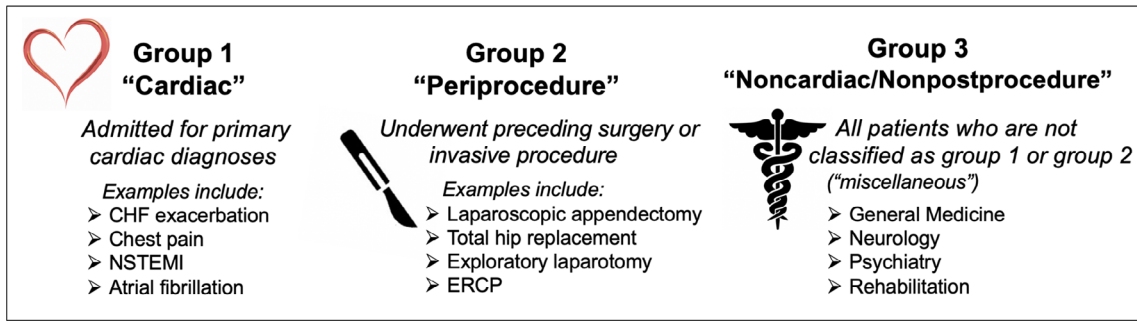 Group 1
“Cardiac”
Admitted for primary
cardiac diagnoses
Examples include:
➢ CHF exacerbation
➢ Chest pain
➢ NSTEMI
➢ Atrial fibrillation
Group 2
“Periprocedure”
Underwent preceding surgery or
invasive procedure
Examples include:
➢ Laparoscopic appendectomy
➢ Total hip replacement
➢ Exploratory laparotomy
➢ ERCP
Group 3
“Noncardiac/Nonpostprocedure”
All patients who are not
classified as group 1 or group 2
(“miscellaneous”)
➢ General Medicine
➢ Neurology
➢ Psychiatry
➢ Rehabilitation